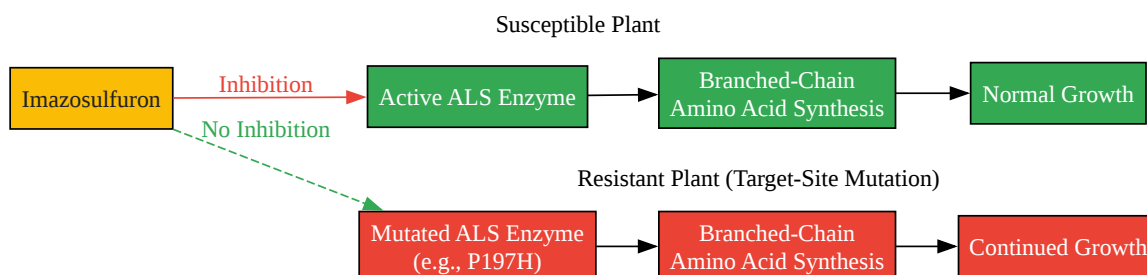 Susceptible Plant
Imazosulfuron
Inhibition
Active ALS Enzyme
Branched-Chain
Amino Acid Synthesis
Normal Growth
No Inhibition
Resistant Plant (Target-Site Mutation)
Mutated ALS Enzyme
(e.g., P197H)
Branched-Chain
Amino Acid Synthesis
Continued Growth